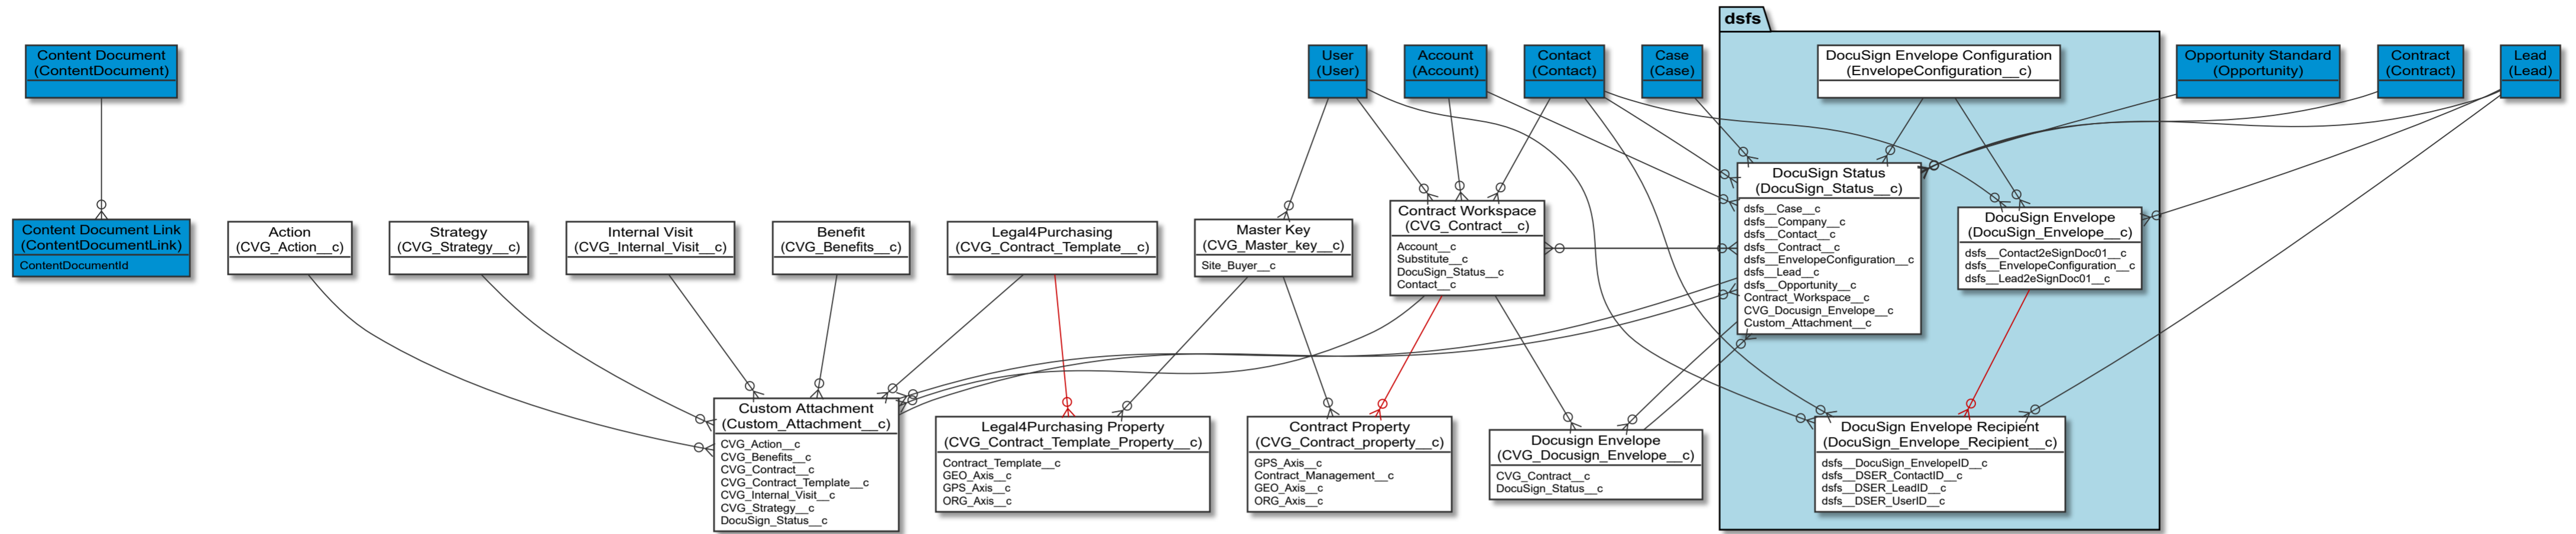 dsfs
Content Document
(ContentDocument)
User
(User)
Account
(Account)
Contact
(Contact)
Case
(Case)
DocuSign Envelope Configuration
(EnvelopeConfiguration__c)
Opportunity Standard
(Opportunity)
Contract
(Contract)
Lead
(Lead)
Content Document Link
(ContentDocumentLink)
ContentDocumentId
Action
(CVG_Action__c)
Strategy
(CVG_Strategy__c)
Internal Visit
(CVG_Internal_Visit__c)
Benefit
(CVG_Benefits__c)
Legal4Purchasing
(CVG_Contract_Template__c)
Master Key
(CVG_Master_key__c)
Site_Buyer__c
Contract Workspace
(CVG_Contract__c)
Account__c
Substitute__c
DocuSign_Status__c
Contact__c
DocuSign Status
(DocuSign_Status__c)
dsfs__Case__c
dsfs__Company__c
dsfs__Contact__c
dsfs__Contract__c
dsfs__EnvelopeConfiguration__c
dsfs__Lead__c
dsfs__Opportunity__c
Contract_Workspace__c
CVG_Docusign_Envelope__c
Custom_Attachment__c
DocuSign Envelope
(DocuSign_Envelope__c)
dsfs__Contact2eSignDoc01__c
dsfs__EnvelopeConfiguration__c
dsfs__Lead2eSignDoc01__c
Custom Attachment
(Custom_Attachment__c)
CVG_Action__c
CVG_Benefits__c
CVG_Contract__c
CVG_Contract_Template__c
CVG_Internal_Visit__c
CVG_Strategy__c
DocuSign_Status__c
Legal4Purchasing Property
(CVG_Contract_Template_Property__c)
Contract_Template__c
GEO_Axis__c
GPS_Axis__c
ORG_Axis__c
Contract Property
(CVG_Contract_property__c)
GPS_Axis__c
Contract_Management__c
GEO_Axis__c
ORG_Axis__c
Docusign Envelope
(CVG_Docusign_Envelope__c)
CVG_Contract__c
DocuSign_Status__c
DocuSign Envelope Recipient
(DocuSign_Envelope_Recipient__c)
dsfs__DocuSign_EnvelopeID__c
dsfs__DSER_ContactID__c
dsfs__DSER_LeadID__c
dsfs__DSER_UserID__c